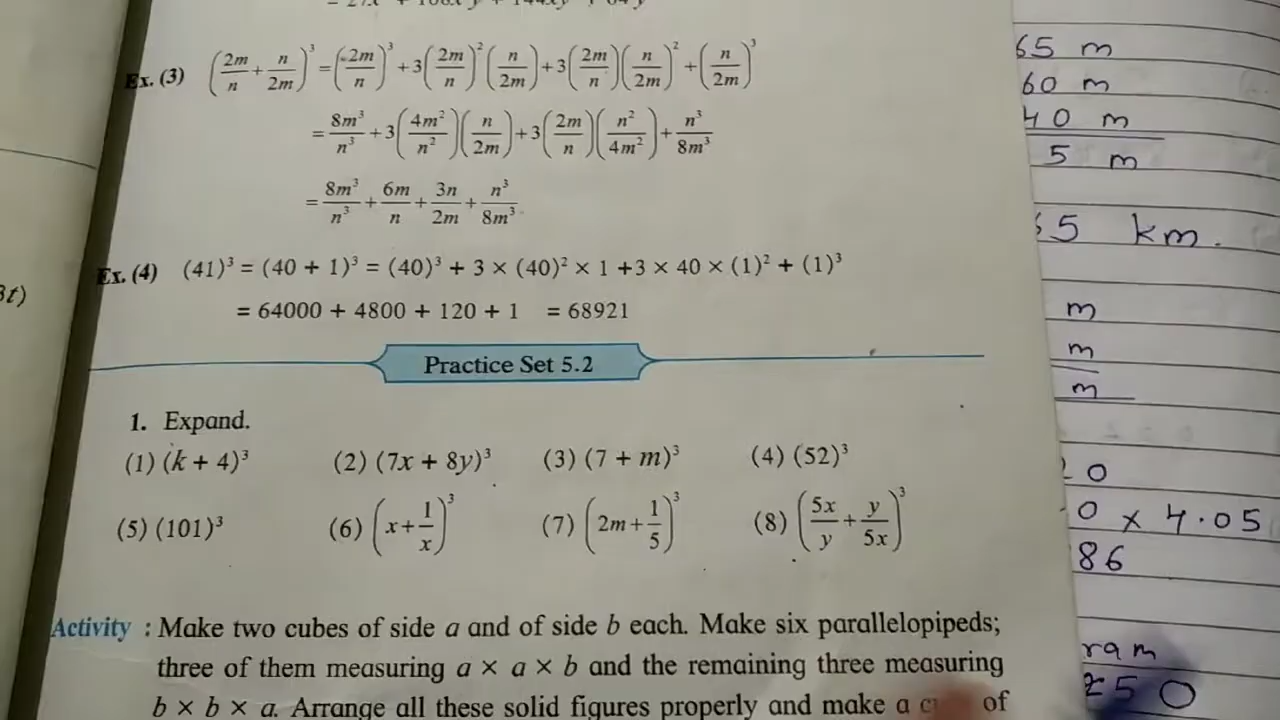 Ex. (3) (2m/n + n/2m)³ = (2m/n)³ + 3(2m/n)²(n/2m) + 3(2m/n)(n/2m)² + (n/2m)³
= 8m³/n³ + 3(4m²/n²)(n/2m) + 3(2m/n)(n²/4m²) + n³/8m³
= 8m³/n³ + 6m/n + 3n/2m + n³/8m³
Ex. (4) (41)³ = (40 + 1)³ = (40)³ + 3 × (40)² × 1 +3 × 40 × (1)² + (1)³
= 64000 + 4800 + 120 + 1 = 68921
Practice Set 5.2
1. Expand.
(1) (k + 4)³ (2) (7x + 8y)³ (3) (7 + m)³ (4) (52)³
(5) (101)³ (6) (x + 1/x)³ (7) (2m + 1/5)³ (8) (5x/y + y/5x)³
Activity : Make two cubes of side a and of side b each. Make six parallelopipeds;
three of them measuring a × a × b and the remaining three measuring
b × b × a. Arrange all these solid figures properly and make a of
65 m
60 m
40 m
5 m
5 km.
m
m
m
0
0 × 4.05
86
ram
250